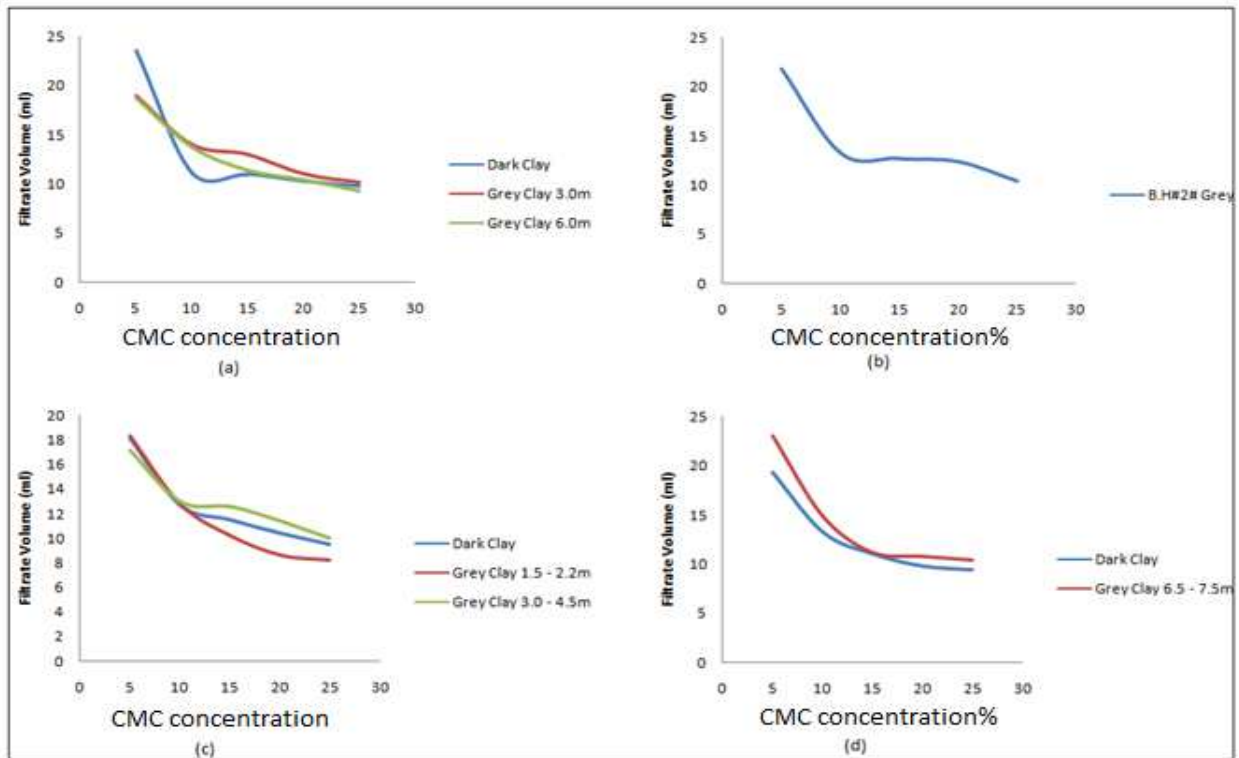 Filtrate Volume (ml)
25
20
15
10
5
0
0 5 10 15 20 25 30
CMC concentration
(a)
Dark Clay
Grey Clay 3.0m
Grey Clay 6.0m
Filtrate Volume (ml)
25
20
15
10
5
0
0 5 10 15 20 25 30
CMC concentration%
(b)
B.H#2# Grey
Filtrate Volume (ml)
20
18
16
14
12
10
8
6
4
2
0
0 5 10 15 20 25 30
CMC concentration
(c)
Dark Clay
Grey Clay 1.5 - 2.2m
Grey Clay 3.0 - 4.5m
Filtrate Volume (ml)
25
20
15
10
5
0
0 5 10 15 20 25 30
CMC concentration%
(d)
Dark Clay
Grey Clay 6.5 - 7.5m